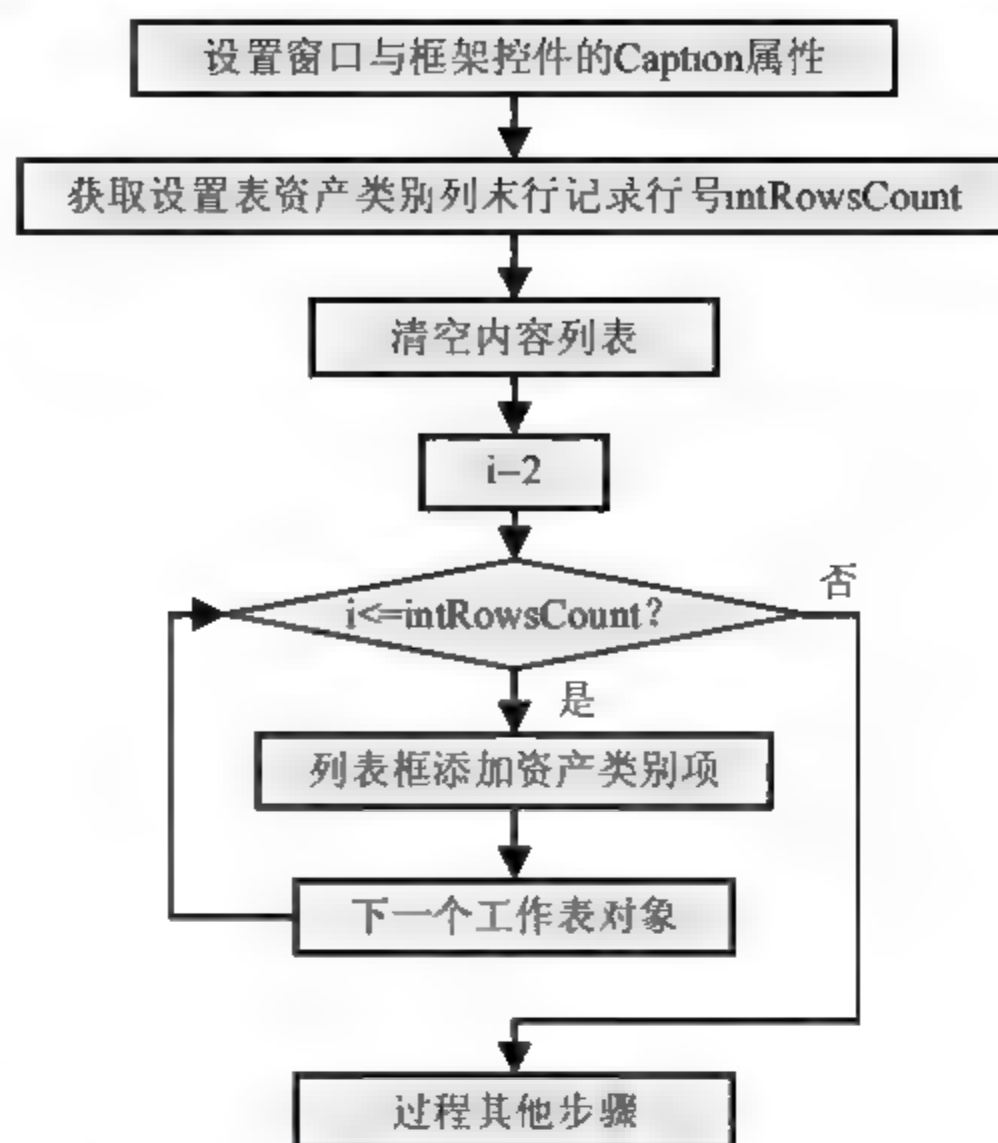 设置窗口与框架控件的Caption属性
获取设置表资产类别列末行记录行号intRowsCount
清空内容列表
i-2
i<=intRowsCount?
否
是
列表框添加资产类别项
下一个工作表对象
过程其他步骤